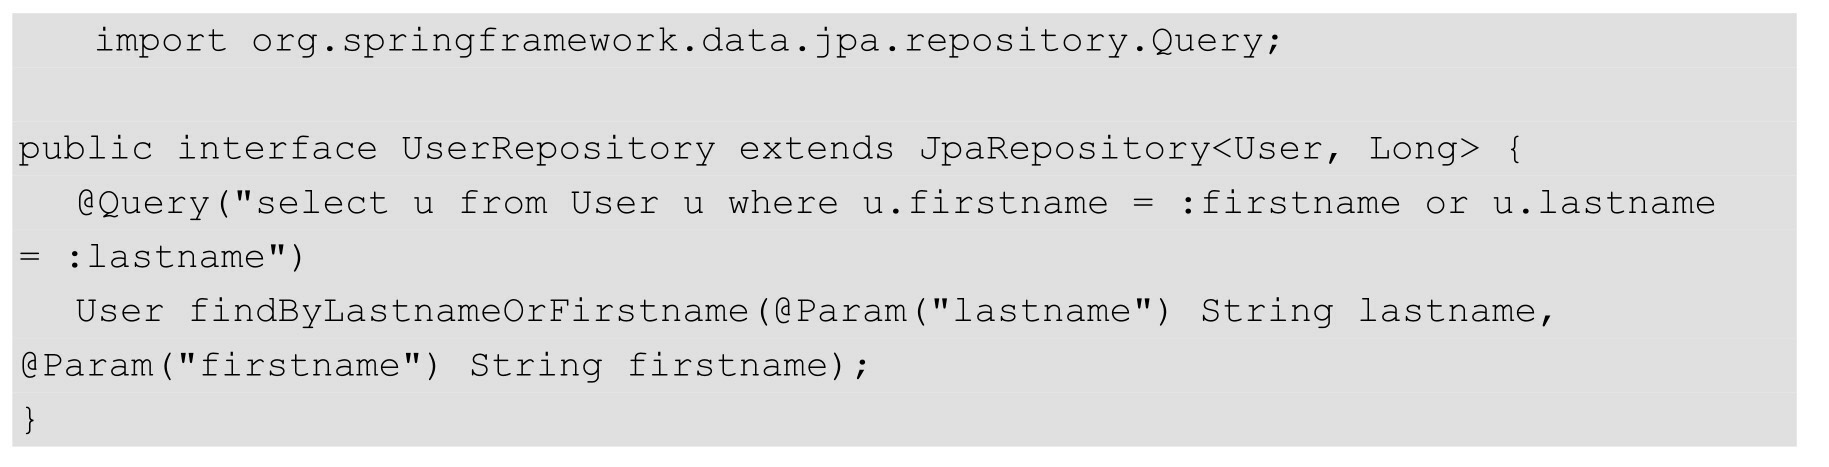 import org.springframework.data.jpa.repository.Query;
public interface UserRepository extends JpaRepository<User, Long> {
@Query("select u from User u where u.firstname = :firstname or u.lastname
= :lastname")
User findByLastnameOrFirstname(@Param("lastname") String lastname,
@Param("firstname") String firstname);
}